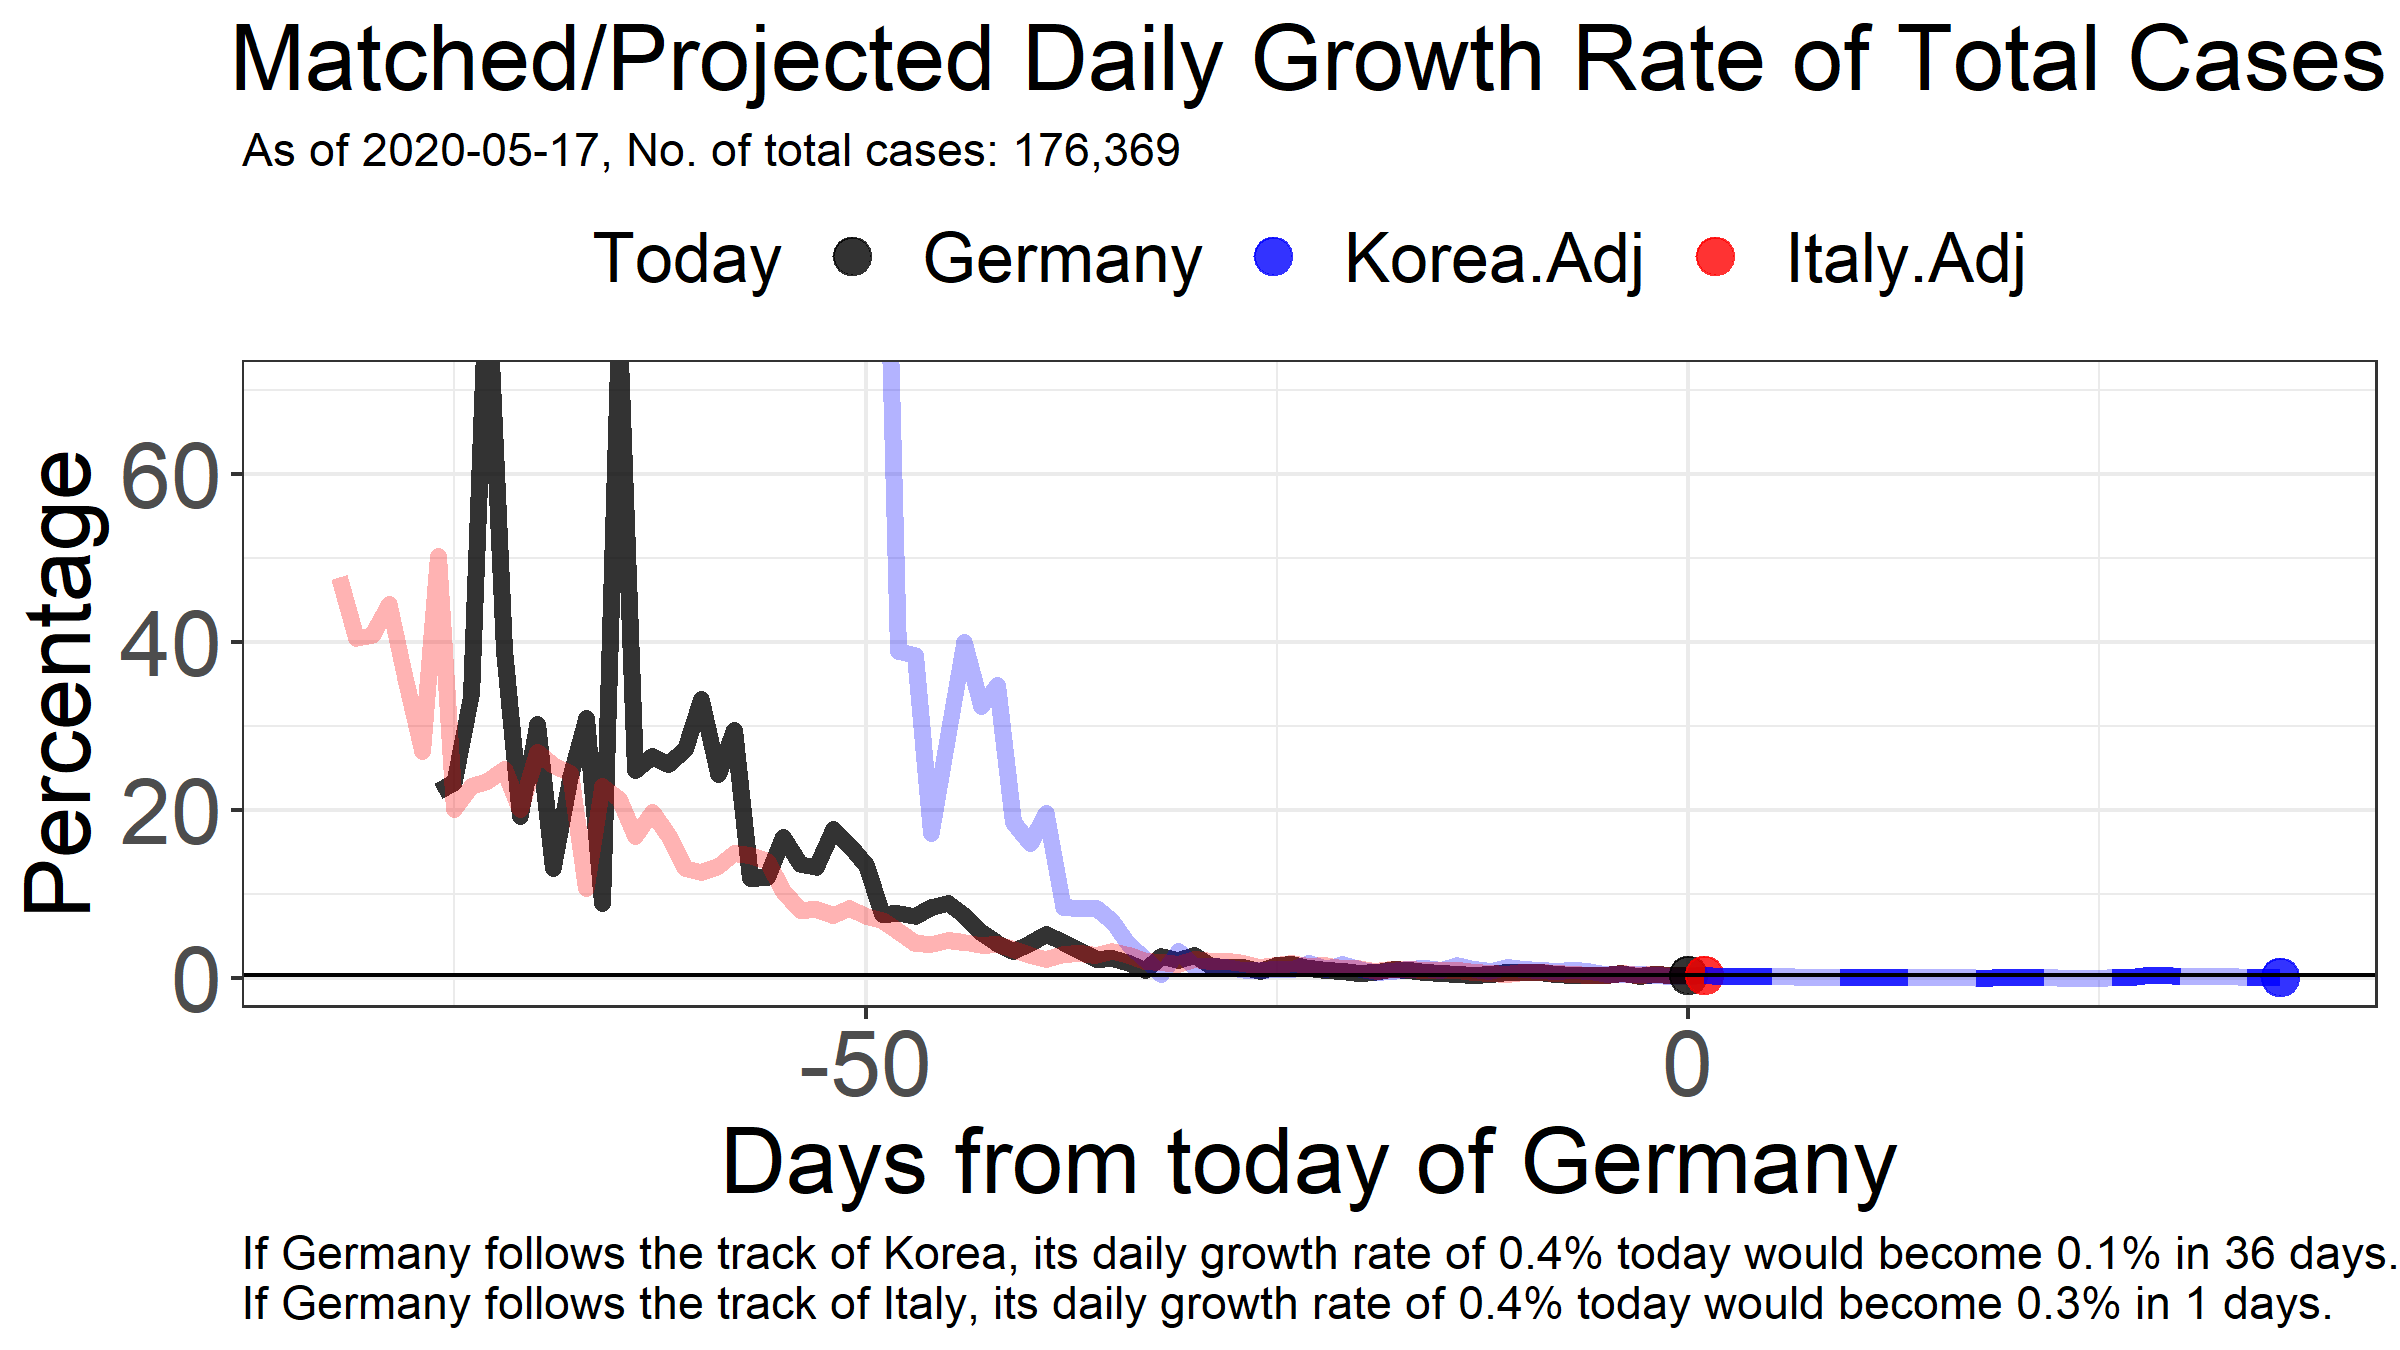 Matched/Projected Daily Growth Rate of Total Cases
As of 2020-05-17, No. of total cases: 176,369
Today Germany Korea.Adj Italy.Adj
Percentage
60
40
20
0
-50 0
Days from today of Germany
If Germany follows the track of Korea, its daily growth rate of 0.4% today would become 0.1% in 36 days.
If Germany follows the track of Italy, its daily growth rate of 0.4% today would become 0.3% in 1 days.